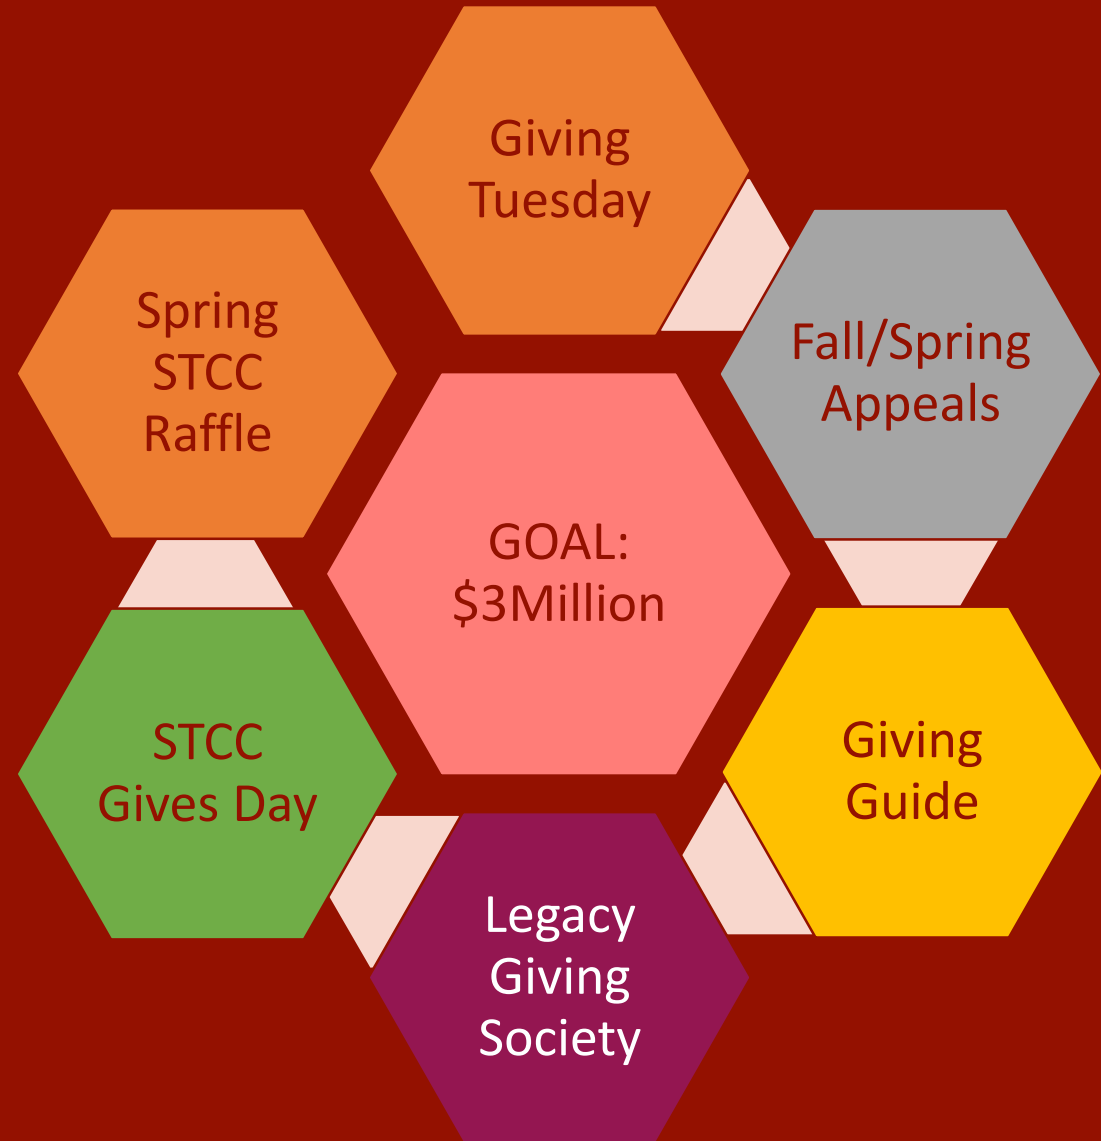 Giving
Tuesday
Fall/Spring
Appeals
Giving
Guide
Legacy
Giving
Society
STCC
Gives Day
Spring
STCC
Raffle
GOAL:
$3Million